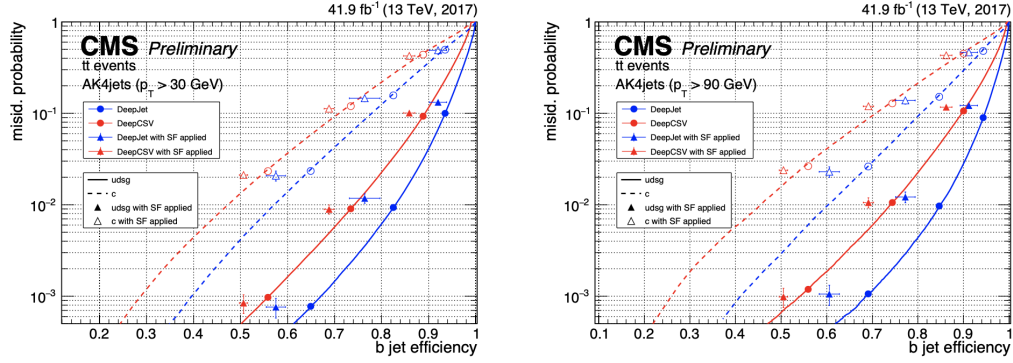 41.9 fb⁻¹ (13 TeV, 2017)
CMS Preliminary
tt events
AK4jets (p_T > 30 GeV)
DeepJet
DeepCSV
DeepJet with SF applied
DeepCSV with SF applied
udsg
c
udsg with SF applied
c with SF applied
misid. probability
1
10⁻¹
10⁻²
10⁻³
0.2 0.3 0.4 0.5 0.6 0.7 0.8 0.9 1
b jet efficiency
41.9 fb⁻¹ (13 TeV, 2017)
CMS Preliminary
tt events
AK4jets (p_T > 90 GeV)
DeepJet
DeepCSV
DeepJet with SF applied
DeepCSV with SF applied
udsg
c
udsg with SF applied
c with SF applied
misid. probability
1
10⁻¹
10⁻²
10⁻³
0.1 0.2 0.3 0.4 0.5 0.6 0.7 0.8 0.9 1
b jet efficiency